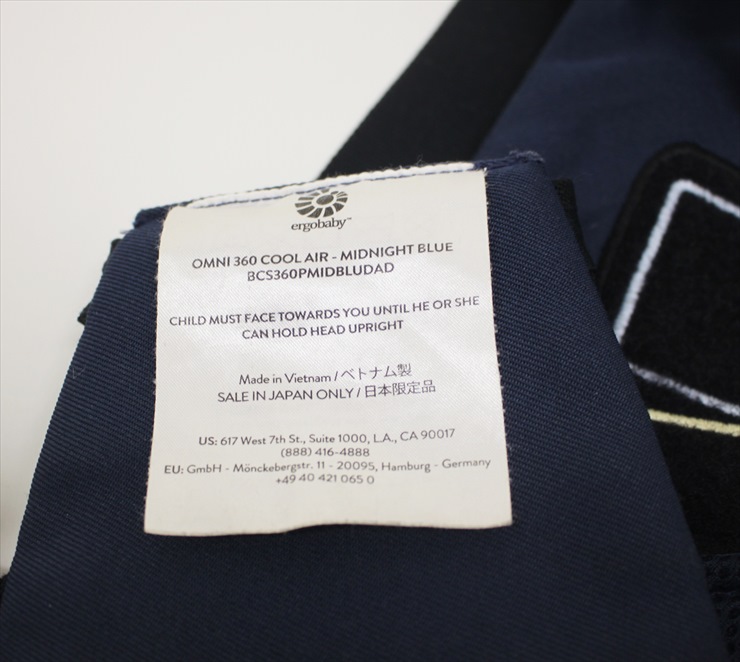 ergobaby™
OMNI 360 COOL AIR - MIDNIGHT BLUE
BCS360PMIDBLUDAD
CHILD MUST FACE TOWARDS YOU UNTIL HE OR SHE
CAN HOLD HEAD UPRIGHT
Made in Vietnam / ベトナム製
SALE IN JAPAN ONLY / 日本限定品
US: 617 West 7th St., Suite 1000, L.A., CA 90017
(888) 416-4888
EU: GmbH - Mönckebergstr. 11 - 20095, Hamburg - Germany
+49 40 421 065 0